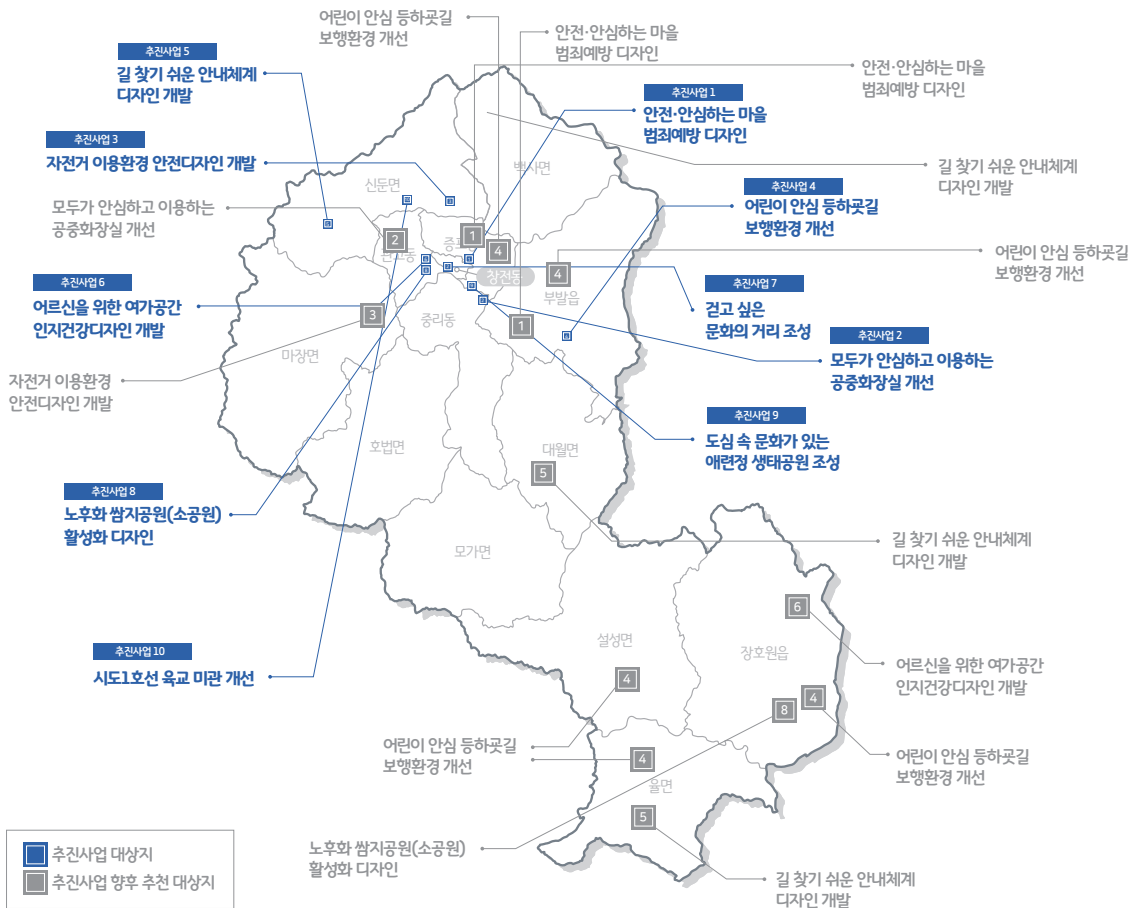 어린이 안심 등하굣길
보행환경 개선
안전·안심하는 마을
범죄예방 디자인
추진사업 5
길 찾기 쉬운 안내체계
디자인 개발
안전·안심하는 마을
범죄예방 디자인
추진사업 1
안전·안심하는 마을
범죄예방 디자인
추진사업 3
자전거 이용환경 안전디자인 개발
백사면
길 찾기 쉬운 안내체계
디자인 개발
신둔면
추진사업 4
어린이 안심 등하굣길
보행환경 개선
모두가 안심하고 이용하는
공중화장실 개선
2
1
4
어린이 안심 등하굣길
보행환경 개선
4
창전동
부발읍
추진사업 6
어르신을 위한 여가공간
인지건강디자인 개발
추진사업 7
걷고 싶은
문화의 거리 조성
3
중리동
1
마장면
추진사업 2
모두가 안심하고 이용하는
공중화장실 개선
자전거 이용환경
안전디자인 개발
추진사업 9
도심 속 문화가 있는
애련정 생태공원 조성
호법면
대월면
5
추진사업 8
노후화 쌈지공원(소공원)
활성화 디자인
모가면
길 찾기 쉬운 안내체계
디자인 개발
6
설성면
장호원읍
추진사업 10
시도1호선 육교 미관 개선
어르신을 위한 여가공간
인지건강디자인 개발
4
4
8
어린이 안심 등하굣길
보행환경 개선
어린이 안심 등하굣길
보행환경 개선
4
율면
5
노후화 쌈지공원(소공원)
활성화 디자인
길 찾기 쉬운 안내체계
디자인 개발
추진사업 대상지
추진사업 향후 추천 대상지